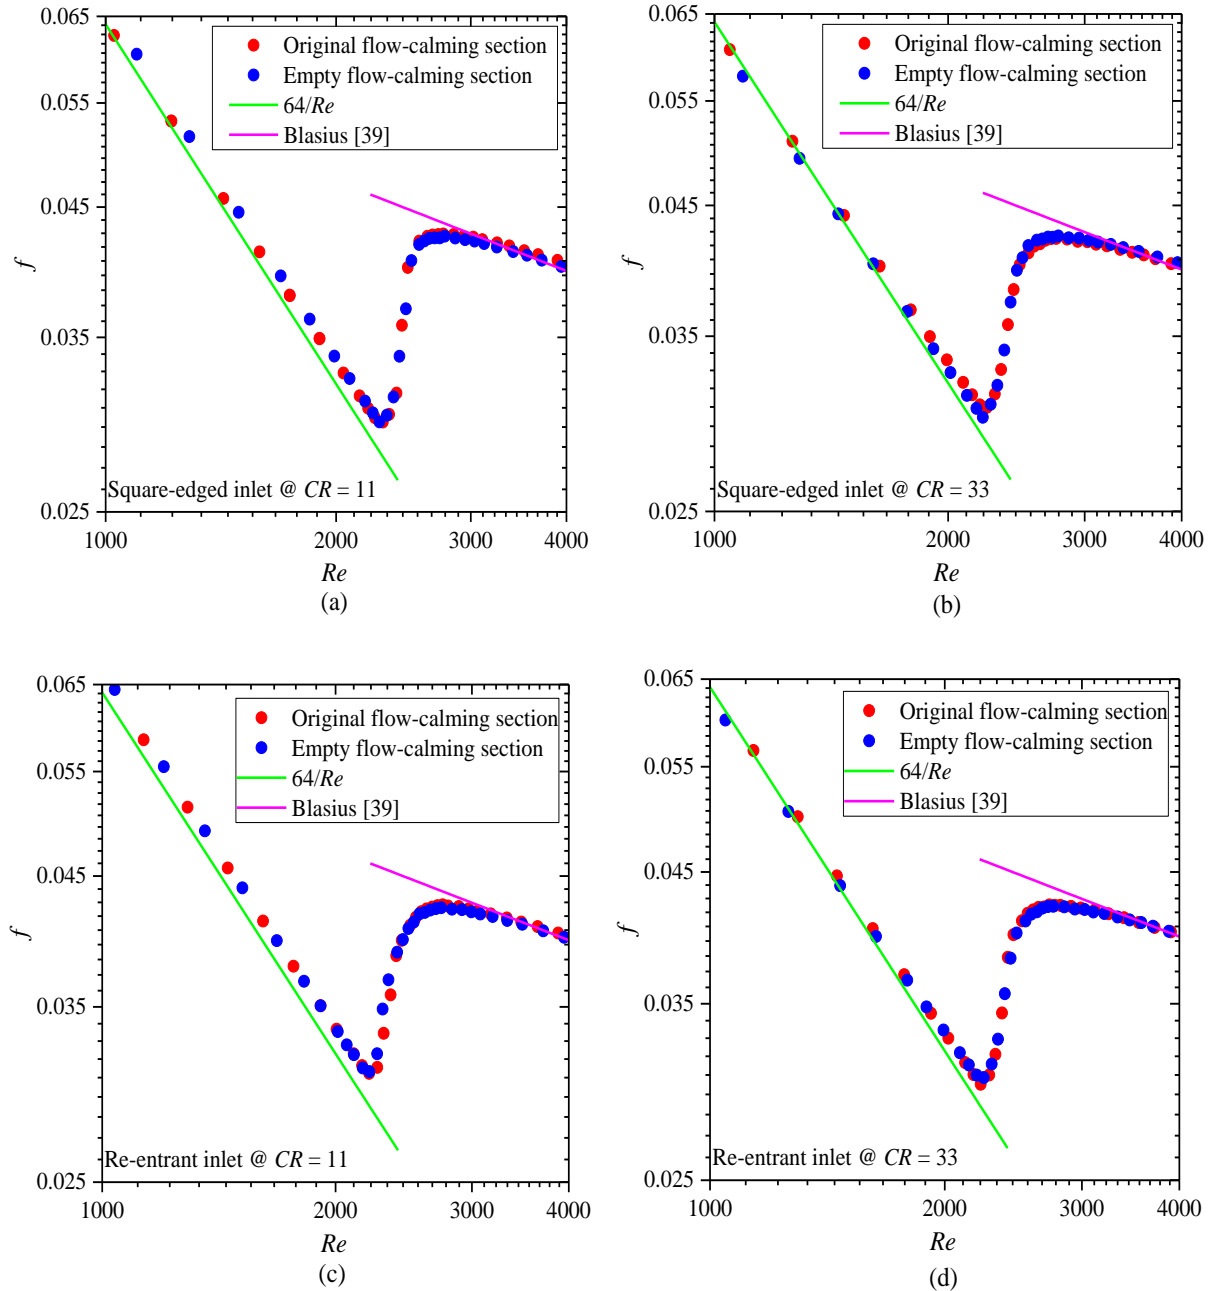 0.065
0.055
0.045
0.035
0.025
f
Original flow-calming section
Empty flow-calming section
64/Re
Blasius [39]
Square-edged inlet @ CR = 11
1000
2000
3000
4000
Re
(a)
0.065
0.055
0.045
0.035
0.025
f
Original flow-calming section
Empty flow-calming section
64/Re
Blasius [39]
Square-edged inlet @ CR = 33
1000
2000
3000
4000
Re
(b)
0.065
0.055
0.045
0.035
0.025
f
Original flow-calming section
Empty flow-calming section
64/Re
Blasius [39]
Re-entrant inlet @ CR = 11
1000
2000
3000
4000
Re
(c)
0.065
0.055
0.045
0.035
0.025
f
Original flow-calming section
Empty flow-calming section
64/Re
Blasius [39]
Re-entrant inlet @ CR = 33
1000
2000
3000
4000
Re
(d)